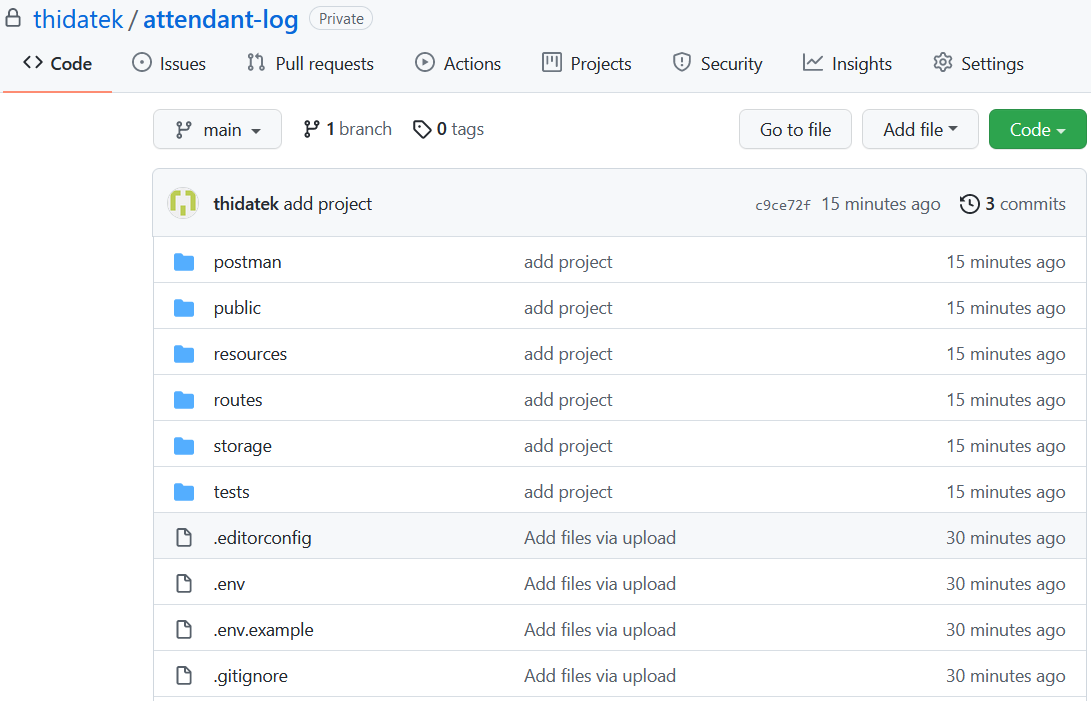 thidatek / attendant-log Private
Code Issues Pull requests Actions Projects Security Insights Settings
main 1 branch 0 tags Go to file Add file Code
thidatek add project c9ce72f 15 minutes ago 3 commits
postman add project 15 minutes ago
public add project 15 minutes ago
resources add project 15 minutes ago
routes add project 15 minutes ago
storage add project 15 minutes ago
tests add project 15 minutes ago
.editorconfig Add files via upload 30 minutes ago
.env Add files via upload 30 minutes ago
.env.example Add files via upload 30 minutes ago
.gitignore Add files via upload 30 minutes ago